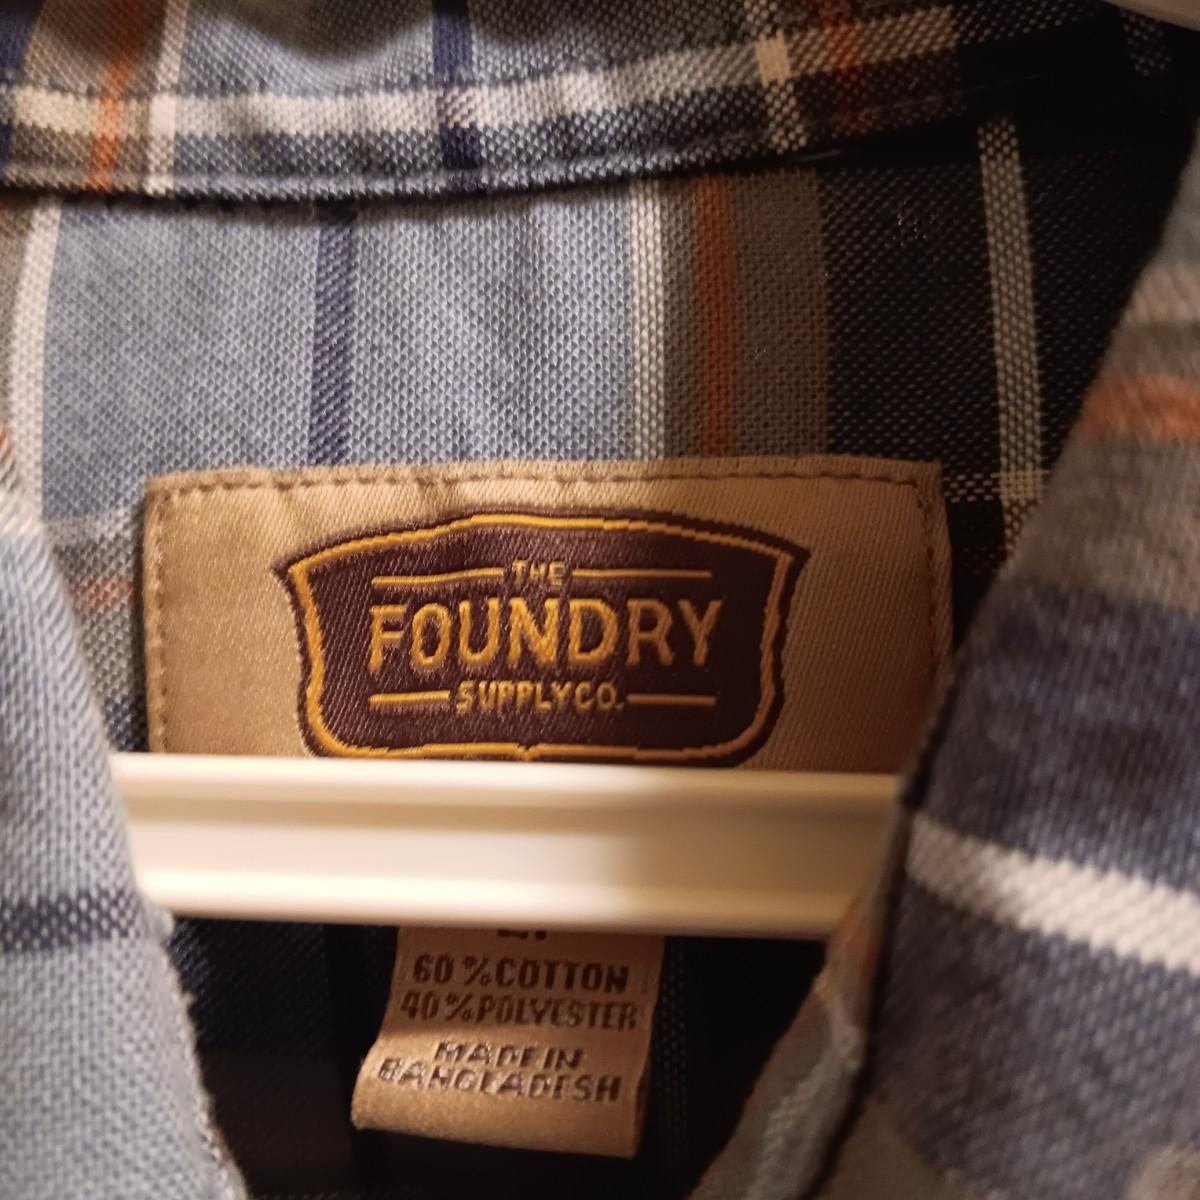 THE
FOUNDRY
SUPPLY CO.
60% COTTON
40% POLYESTER
MADE IN
BANGLADESH